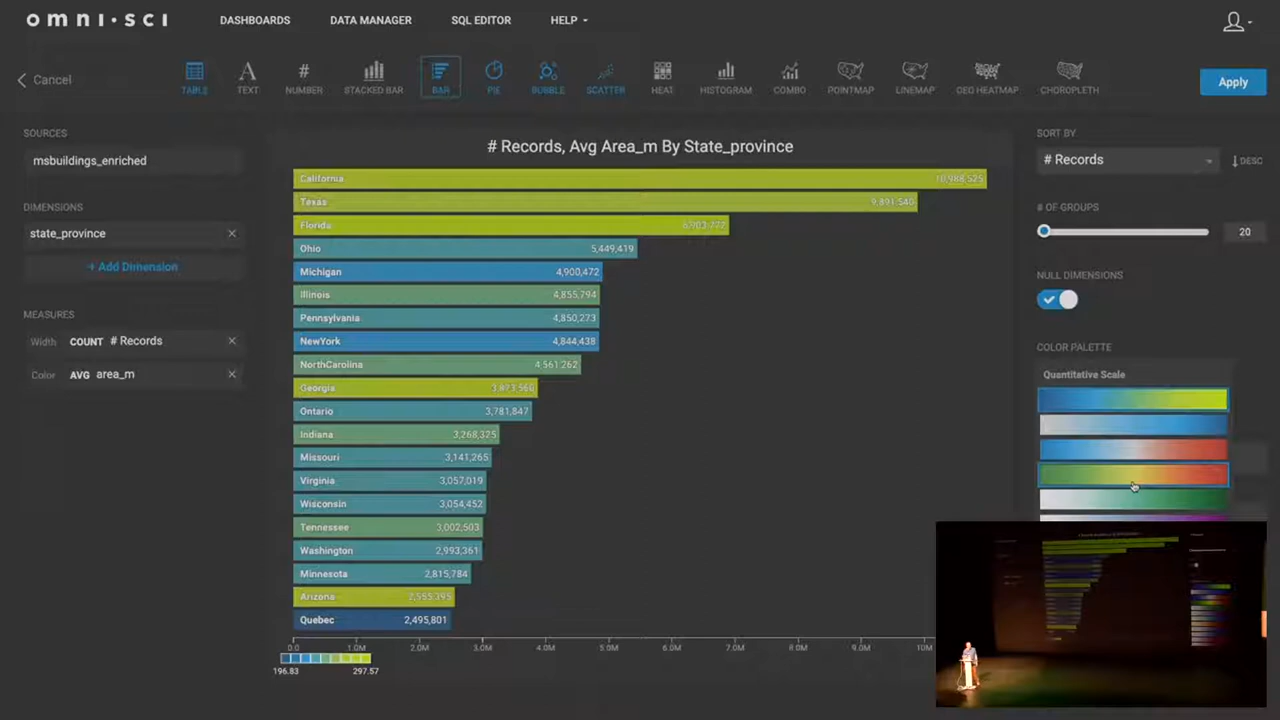 omni·sci
DASHBOARDS
DATA MANAGER
SQL EDITOR
HELP
Cancel
TABLE
TEXT
#
NUMBER
STACKED BAR
BAR
PIE
BUBBLE
SCATTER
HEAT
HISTOGRAM
COMBO
POINTMAP
LINEMAP
GEO HEATMAP
CHOROPLETH
Apply
SOURCES
msbuildings_enriched
DIMENSIONS
state_province ×
+ Add Dimension
MEASURES
Width COUNT # Records ×
Color AVG area_m ×
# Records, Avg Area_m By State_province
California 10,988,525
Texas 9,891,540
Florida
Ohio 5,449,419
Michigan 4,900,472
Illinois 4,855,794
Pennsylvania 4,850,273
NewYork 4,844,438
NorthCarolina 4,561,262
Georgia 3,873,560
Ontario 3,781,847
Indiana 3,268,325
Missouri 3,141,265
Virginia 3,057,019
Wisconsin 3,054,452
Tennessee 3,002,503
Washington 2,993,361
Minnesota 2,815,784
Arizona 2,555,395
Quebec 2,495,801
0.0 1.0M 2.0M 3.0M 4.0M 5.0M 6.0M 7.0M 8.0M 9.0M 10M
196.83 297.57
SORT BY
# Records
DESC
# OF GROUPS
20
NULL DIMENSIONS
COLOR PALETTE
Quantitative Scale